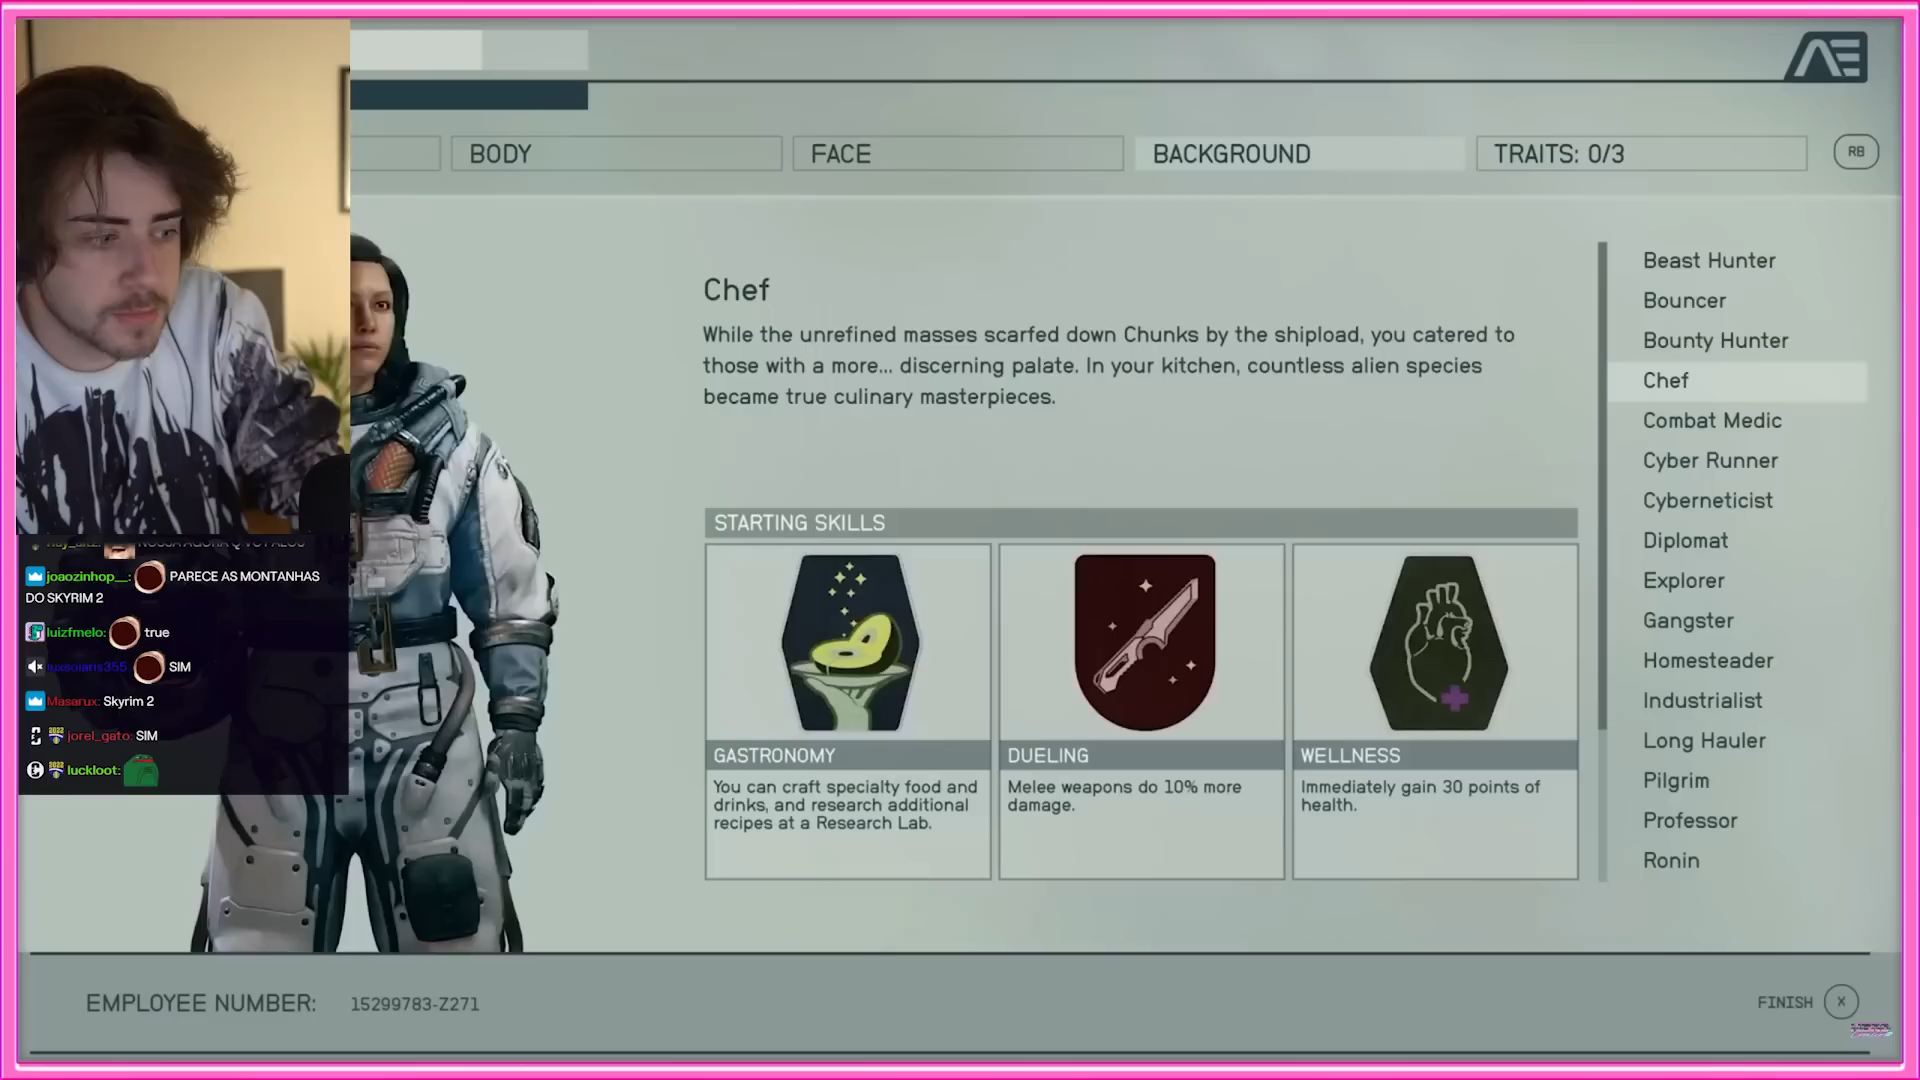 BODY
FACE
BACKGROUND
TRAITS: 0/3
RB
Chef
While the unrefined masses scarfed down Chunks by the shipload, you catered to
those with a more... discerning palate. In your kitchen, countless alien species
became true culinary masterpieces.
STARTING SKILLS
GASTRONOMY
You can craft specialty food and
drinks, and research additional
recipes at a Research Lab.
DUELING
Melee weapons do 10% more
damage.
WELLNESS
Immediately gain 30 points of
health.
Beast Hunter
Bouncer
Bounty Hunter
Chef
Combat Medic
Cyber Runner
Cyberneticist
Diplomat
Explorer
Gangster
Homesteader
Industrialist
Long Hauler
Pilgrim
Professor
Ronin
joaozinhop__: PARECE AS MONTANHAS
DO SKYRIM 2
luizfmelo: true
SIM
Masarux: Skyrim 2
jorel_gato: SIM
luckloot:
EMPLOYEE NUMBER: 15299783-Z271
FINISH X